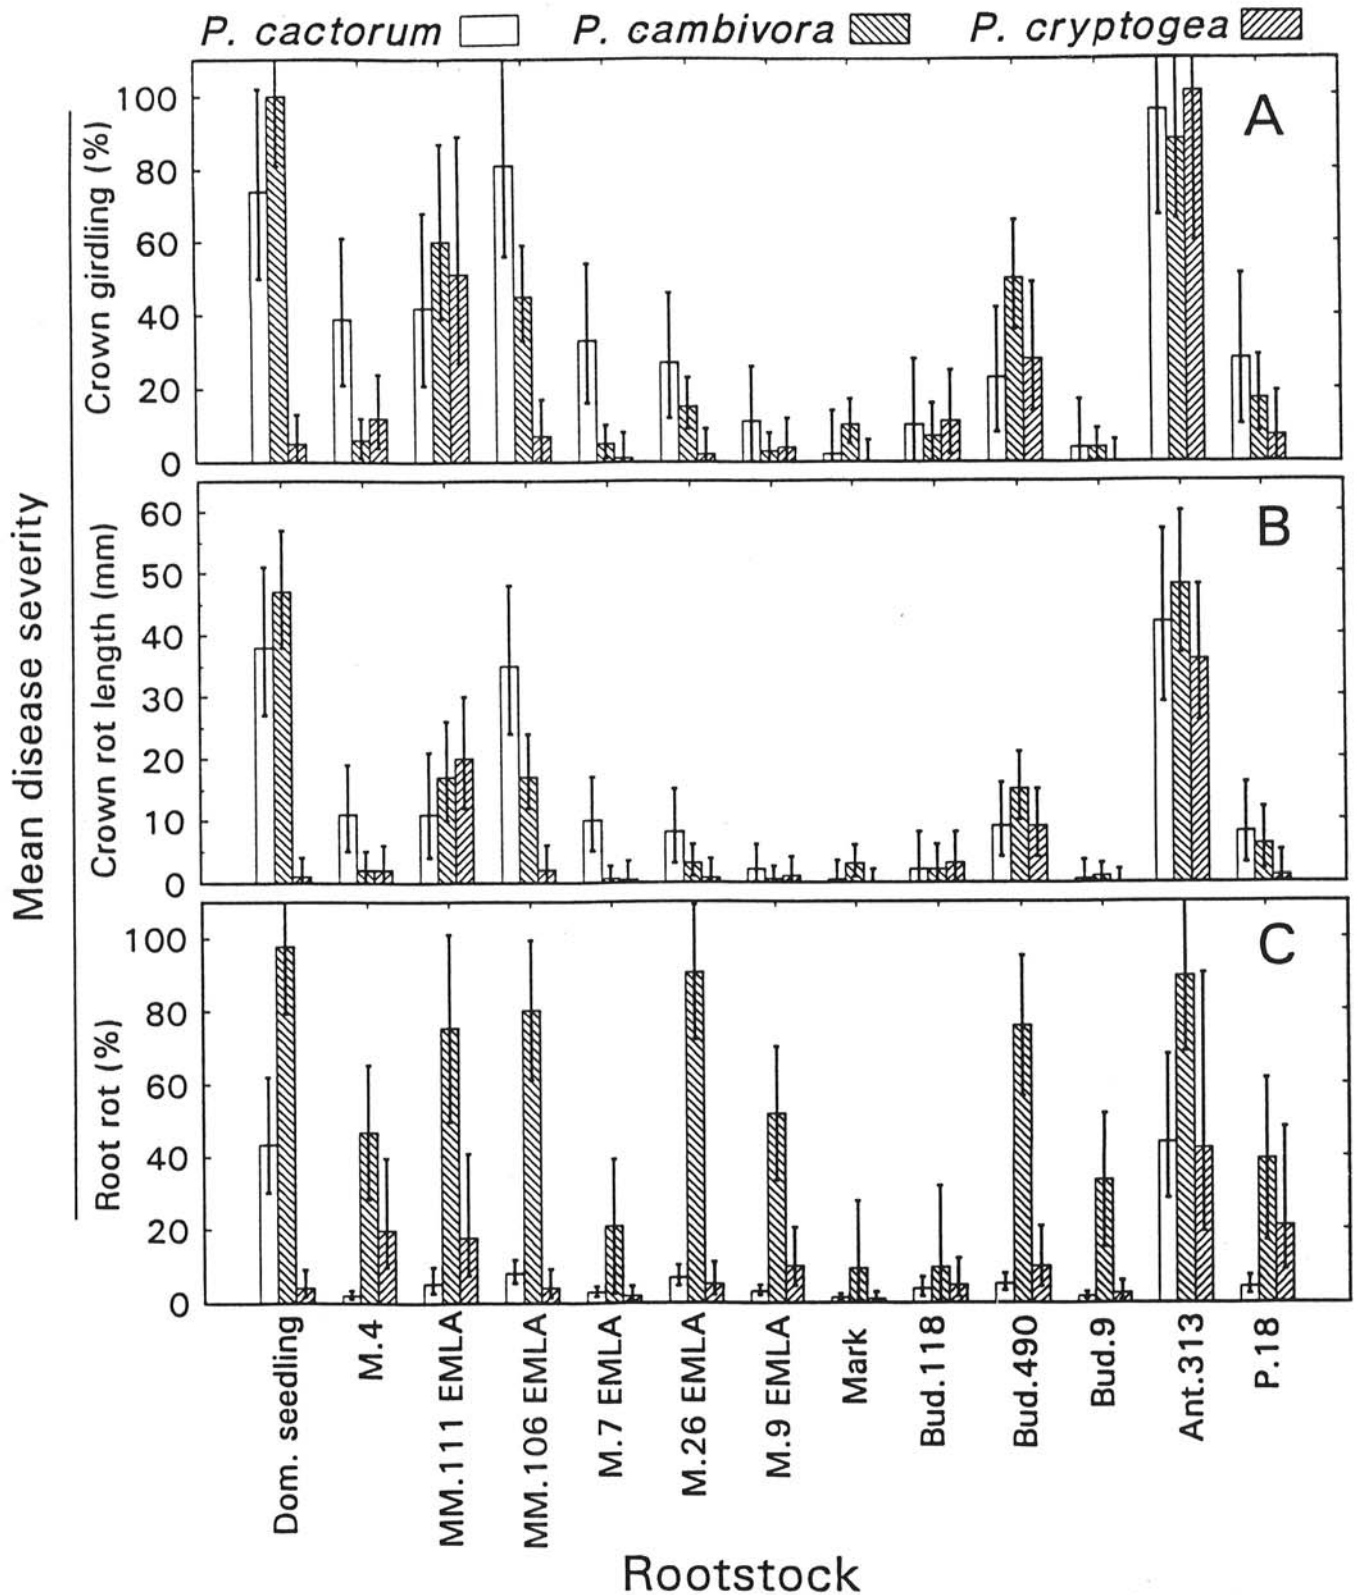 P. cactorum P. cambivora P. cryptogea
Mean disease severity
Crown girdling (%)
100
80
60
40
20
0
A
Crown rot length (mm)
60
50
40
30
20
10
0
B
Root rot (%)
100
80
60
40
20
0
C
Dom. seedling
M.4
MM.111 EMLA
MM.106 EMLA
M.7 EMLA
M.26 EMLA
M.9 EMLA
Mark
Bud.118
Bud.490
Bud.9
Ant.313
P.18
Rootstock